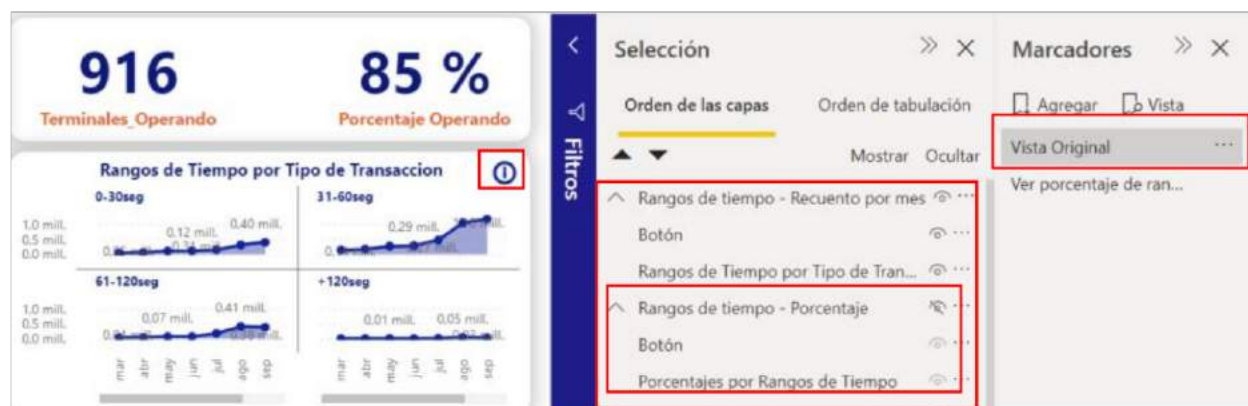 916
85 %
Terminales_Operando
Porcentaje Operando
Rangos de Tiempo por Tipo de Transaccion
0-30seg
31-60seg
1.0 mill.
0.5 mill.
0.0 mill.
0.12 mill.
0.40 mill.
0.29 mill.
61-120seg
+120seg
1.0 mill.
0.5 mill.
0.0 mill.
0.07 mill.
0.41 mill.
0.01 mill.
0.05 mill.
mar abr may jun jul ago sep
mar abr may jun jul ago sep
Filtros
Selección
Orden de las capas
Orden de tabulación
Mostrar Ocultar
Rangos de tiempo - Recuento por mes
Botón
Rangos de Tiempo por Tipo de Tran...
Rangos de tiempo - Porcentaje
Botón
Porcentajes por Rangos de Tiempo
Marcadores
Agregar Vista
Vista Original
Ver porcentaje de ran...